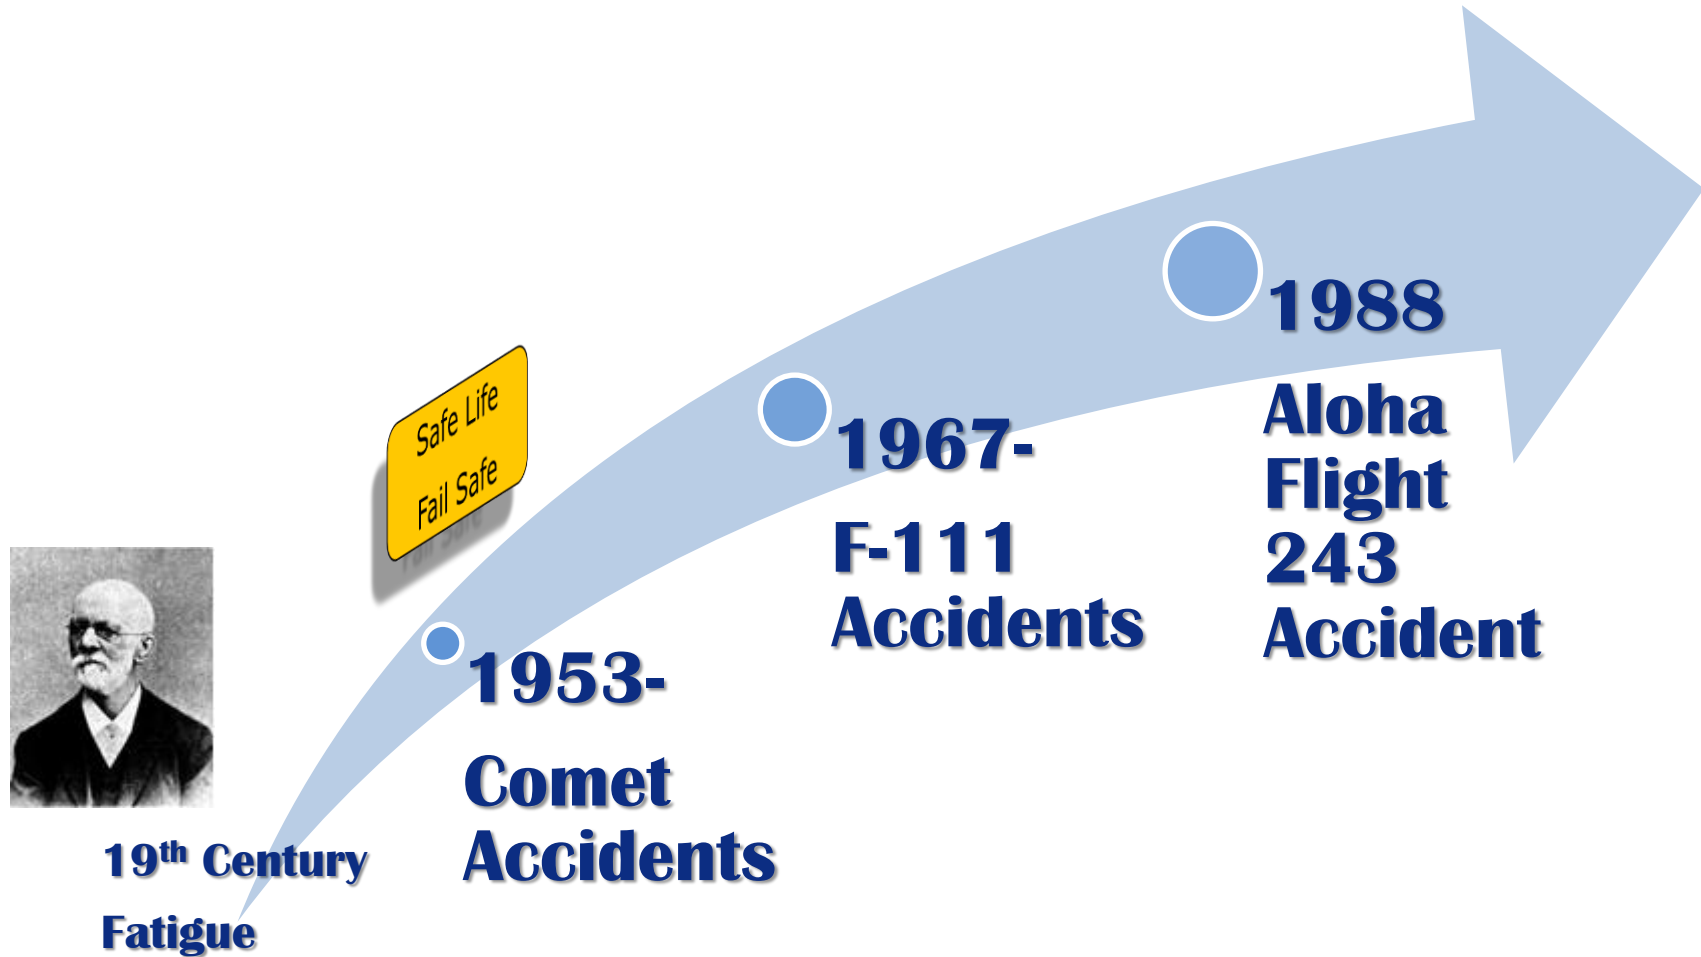 19th Century
Fatigue
Safe Life
Fail Safe
1953-
Comet
Accidents
1967-
F-111
Accidents
1988
Aloha
Flight
243
Accident